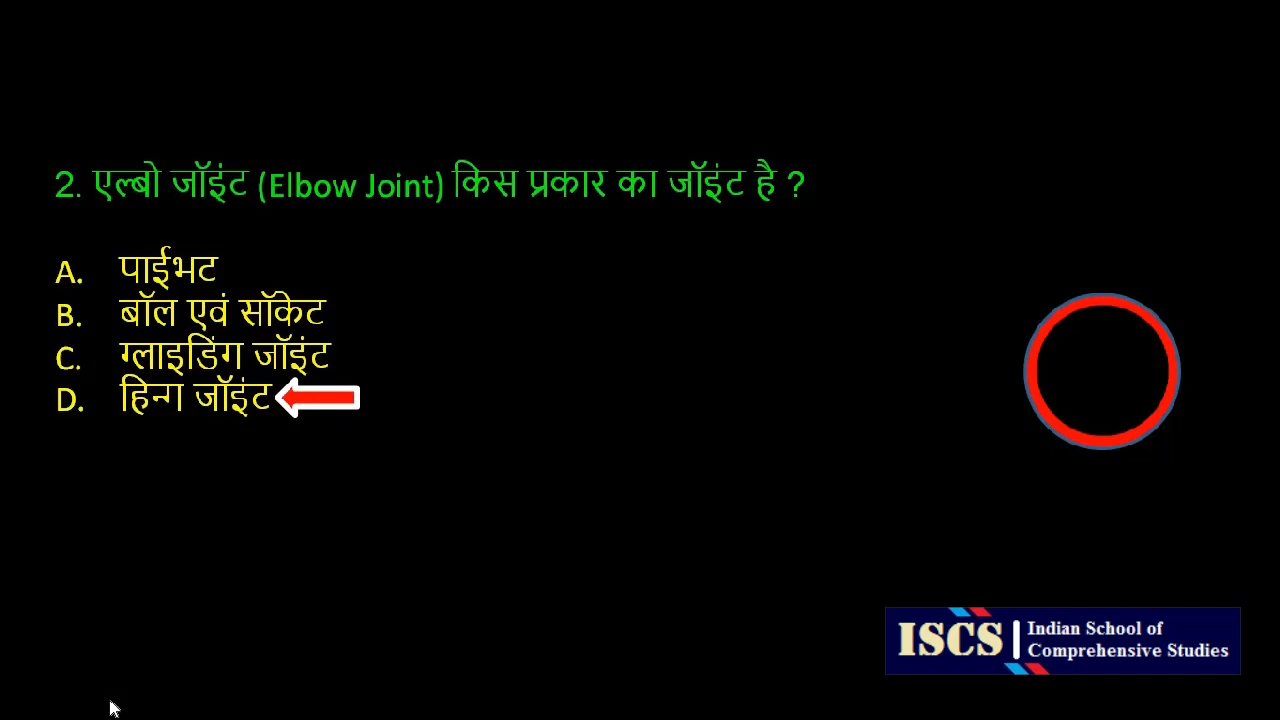 2. एल्बो जॉइंट (Elbow Joint) किस प्रकार का जॉइंट है ?
A. पाईभट
B. बॉल एवं सॉकेट
C. ग्लाइडिंग जॉइंट
D. हिन्ग जॉइंट
ISCS
Indian School of
Comprehensive Studies